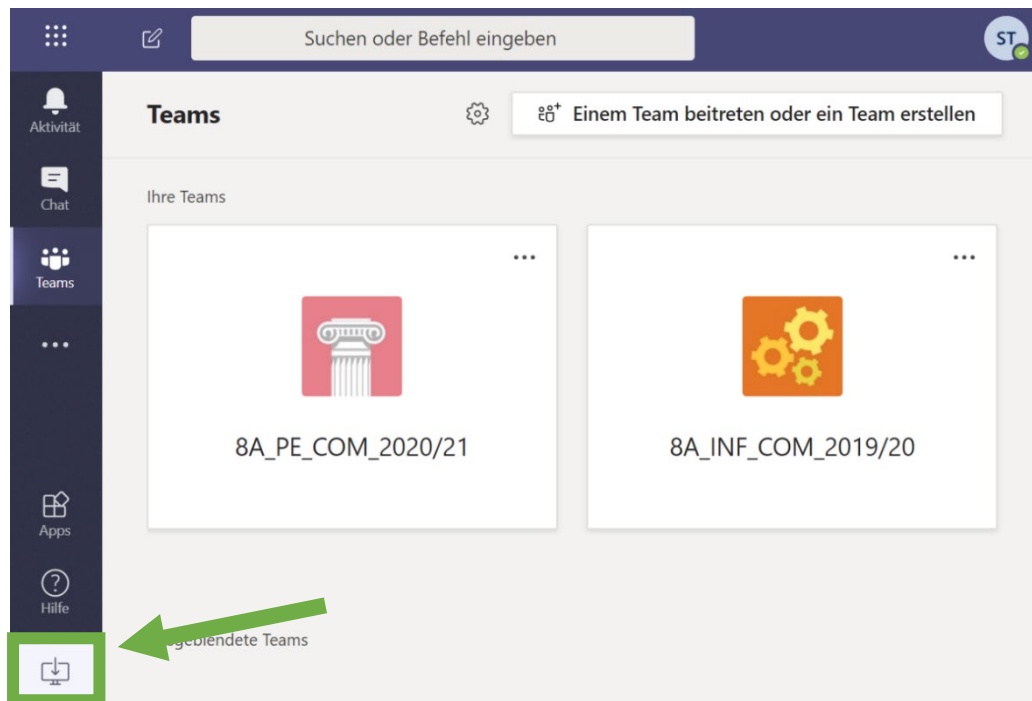 Suchen oder Befehl eingeben
ST
Aktivität
Chat
Teams
Apps
Hilfe
Teams
Einem Team beitreten oder ein Team erstellen
Ihre Teams
8A_PE_COM_2020/21
8A_INF_COM_2019/20
Teams